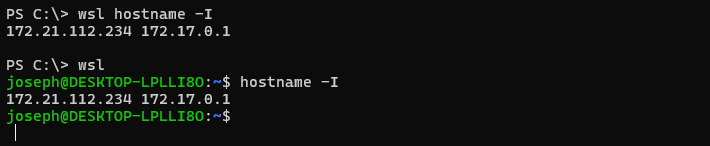 PS C:\> wsl hostname -I
172.21.112.234 172.17.0.1
PS C:\> wsl
joseph@DESKTOP-LPLLI8O:~$ hostname -I
172.21.112.234 172.17.0.1
joseph@DESKTOP-LPLLI8O:~$